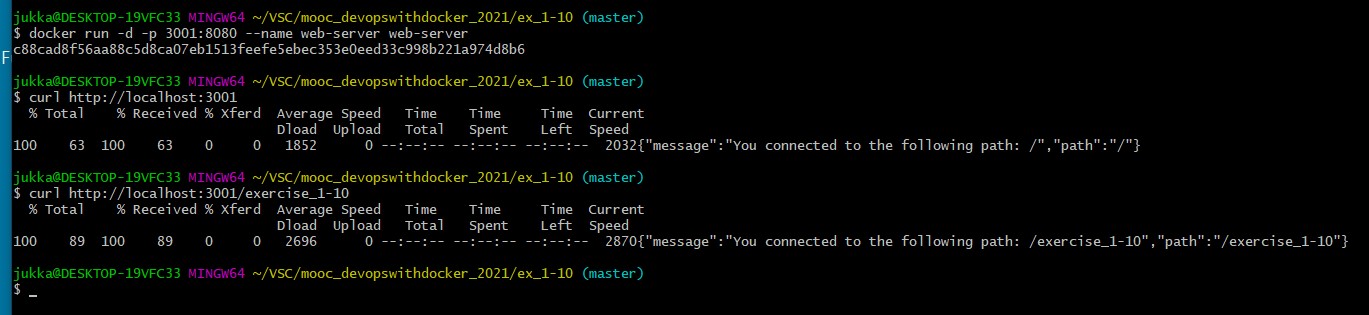 jukka@DESKTOP-19VFC33 MINGW64 ~/VSC/mooc_devopswithdocker_2021/ex_1-10 (master)
$ docker run -d -p 3001:8080 --name web-server web-server
c88cad8f56aa88c5d8ca07eb1513feefe5ebec353e0eed33c998b221a974d8b6
jukka@DESKTOP-19VFC33 MINGW64 ~/VSC/mooc_devopswithdocker_2021/ex_1-10 (master)
$ curl http://localhost:3001
  % Total    % Received % Xferd  Average Speed   Time    Time     Time  Current
                                 Dload  Upload   Total   Spent    Left  Speed
100    63  100    63    0     0   1852      0 --:--:-- --:--:-- --:--:--  2032{"message":"You connected to the following path: /","path":"/"}
jukka@DESKTOP-19VFC33 MINGW64 ~/VSC/mooc_devopswithdocker_2021/ex_1-10 (master)
$ curl http://localhost:3001/exercise_1-10
  % Total    % Received % Xferd  Average Speed   Time    Time     Time  Current
                                 Dload  Upload   Total   Spent    Left  Speed
100    89  100    89    0     0   2696      0 --:--:-- --:--:-- --:--:--  2870{"message":"You connected to the following path: /exercise_1-10","path":"/exercise_1-10"}
jukka@DESKTOP-19VFC33 MINGW64 ~/VSC/mooc_devopswithdocker_2021/ex_1-10 (master)
$ _